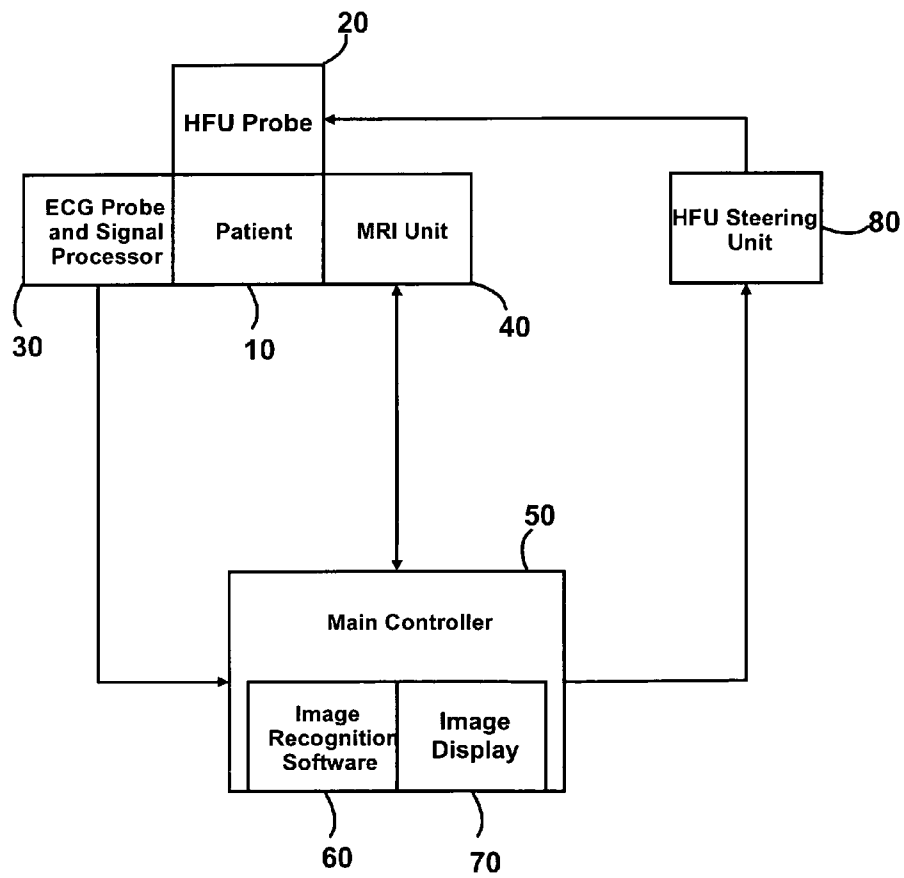 20
HFU Probe
ECG Probe
and Signal
Processor
Patient
MRI Unit
HFU Steering
Unit
80
30
10
40
50
Main Controller
Image
Recognition
Software
Image
Display
60
70